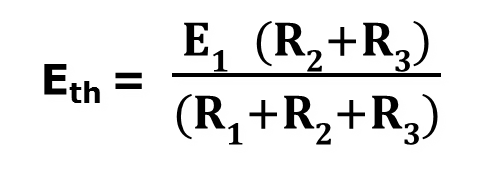 E₁ (R₂+R₃)
Eₜₕ =
(R₁+R₂+R₃)